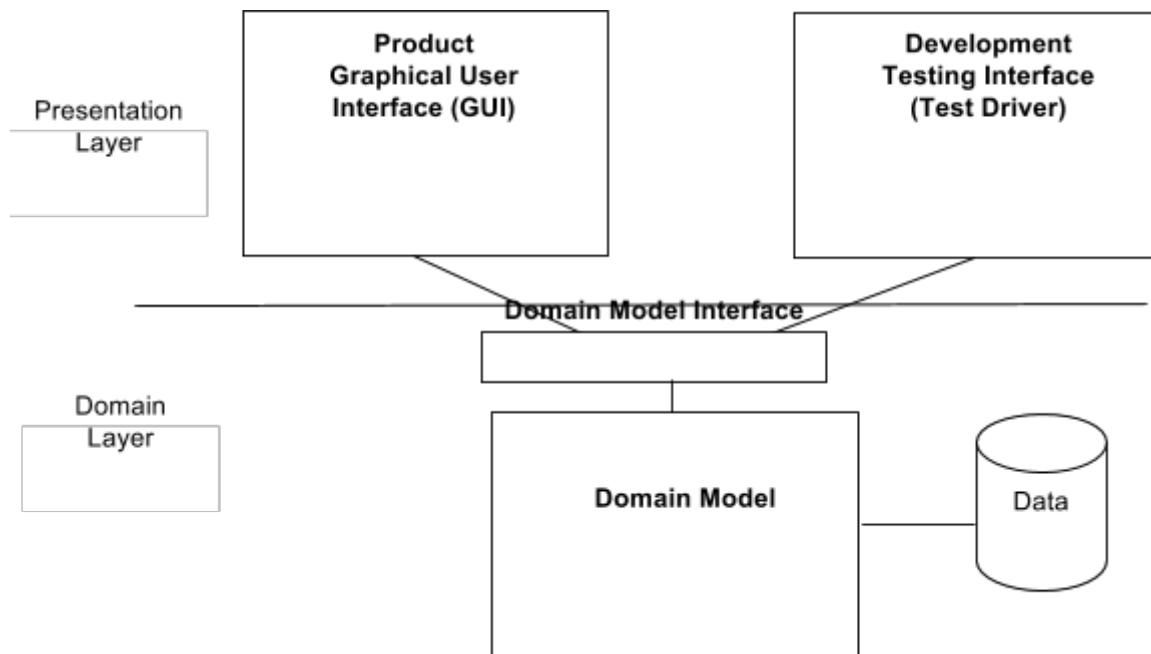 Product
Graphical User
Interface (GUI)
Development
Testing Interface
(Test Driver)
Presentation
Layer
Domain Model Interface
Domain
Layer
Domain Model
Data